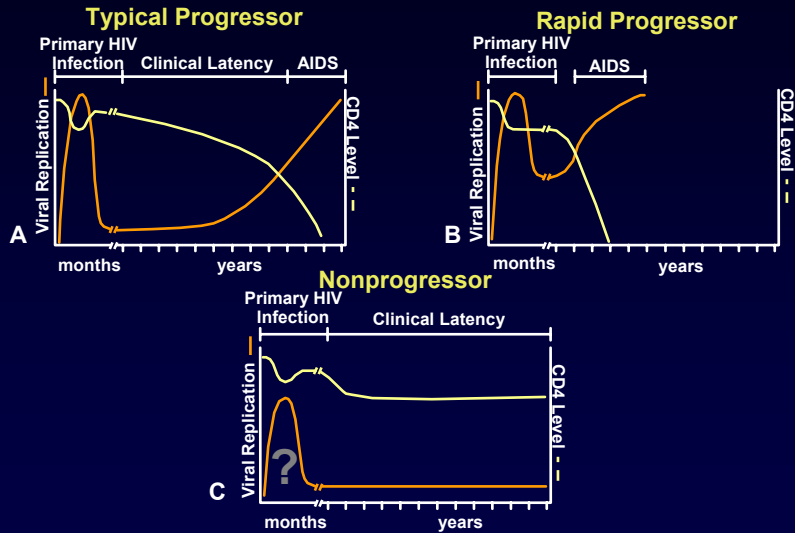 Typical Progressor
Primary HIV
Infection
Clinical Latency
AIDS
Viral Replication
CD4 Level
A
months
years
Rapid Progressor
Primary HIV
Infection
AIDS
Viral Replication
CD4 Level
B
months
years
Nonprogressor
Primary HIV
Infection
Clinical Latency
Viral Replication
CD4 Level
?
C
months
years